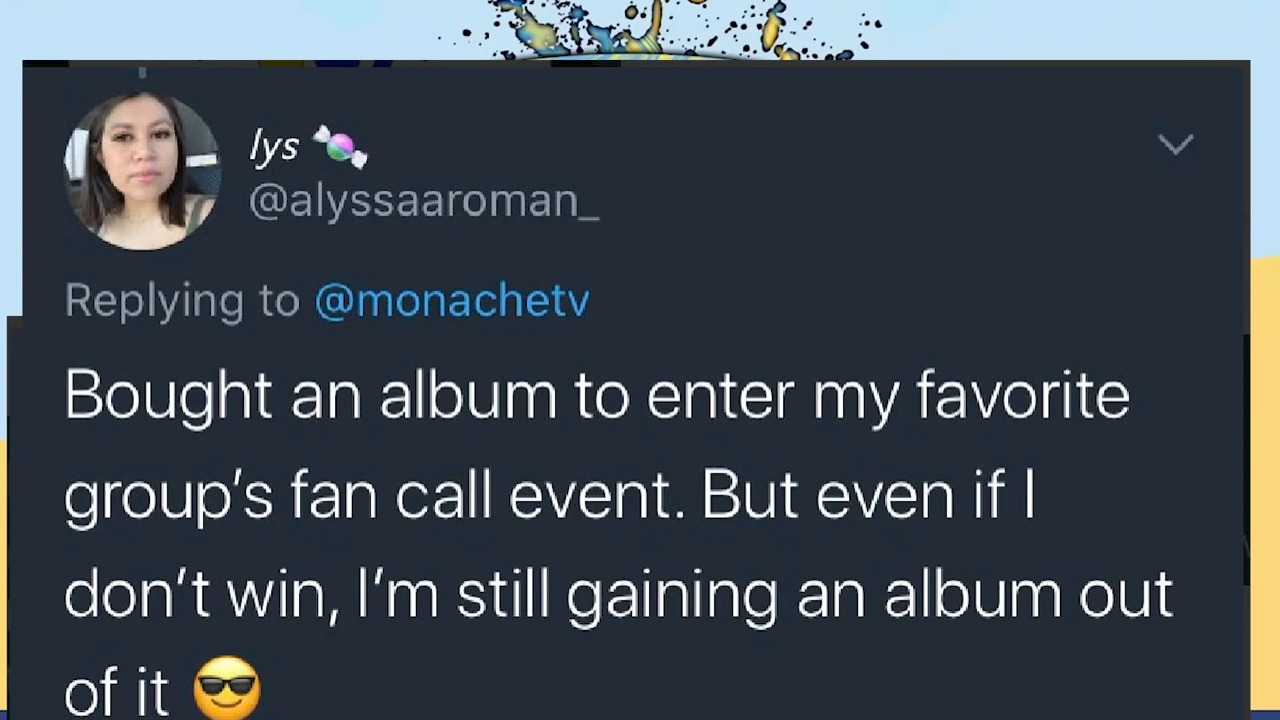 lys 🍬
@alyssaaroman_
Replying to @monachetv
Bought an album to enter my favorite
group's fan call event. But even if I
don't win, I'm still gaining an album out
of it 😎